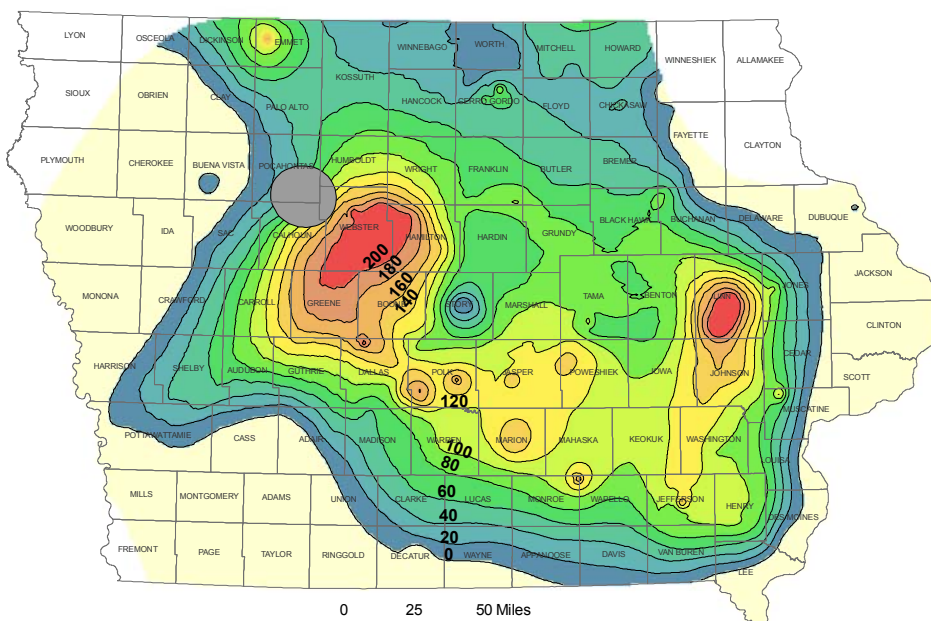 LYON OSCEOLA DICKINSON EMMET WINNEBAGO WORTH MITCHELL HOWARD WINNESHIEK ALLAMAKEE
KOSSUTH
SIOUX OBRIEN CLAY PALO ALTO HANCOCK CERRO GORDO FLOYD CHICKASAW
FAYETTE CLAYTON
PLYMOUTH CHEROKEE BUENA VISTA POCAHONTAS HUMBOLDT WRIGHT FRANKLIN BUTLER BREMER
WOODBURY IDA SAC CALHOUN WEBSTER HAMILTON HARDIN GRUNDY BLACK HAWK BUCHANAN DELAWARE DUBUQUE
200
180
160
140
MONONA CRAWFORD CARROLL GREENE BOONE STORY MARSHALL TAMA BENTON LINN JONES JACKSON
CLINTON
CEDAR
HARRISON SHELBY AUDUBON GUTHRIE DALLAS POLK JASPER POWESHIEK IOWA JOHNSON SCOTT
120
MUSCATINE
POTTAWATTAMIE CASS ADAIR MADISON WARREN MARION MAHASKA KEOKUK WASHINGTON
100
80
LOUISA
MILLS MONTGOMERY ADAMS UNION CLARKE LUCAS MONROE WAPELLO JEFFERSON HENRY
60
40
DES MOINES
20
FREMONT PAGE TAYLOR RINGGOLD DECATUR WAYNE APPANOOSE DAVIS VAN BUREN
0
LEE
0 25 50 Miles